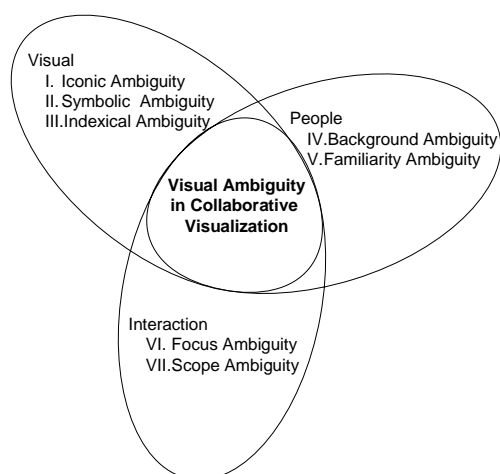 Visual
I. Iconic Ambiguity
II. Symbolic Ambiguity
III.Indexical Ambiguity
People
IV.Background Ambiguity
V.Familiarity Ambiguity
Visual Ambiguity
in Collaborative
Visualization
Interaction
VI. Focus Ambiguity
VII.Scope Ambiguity